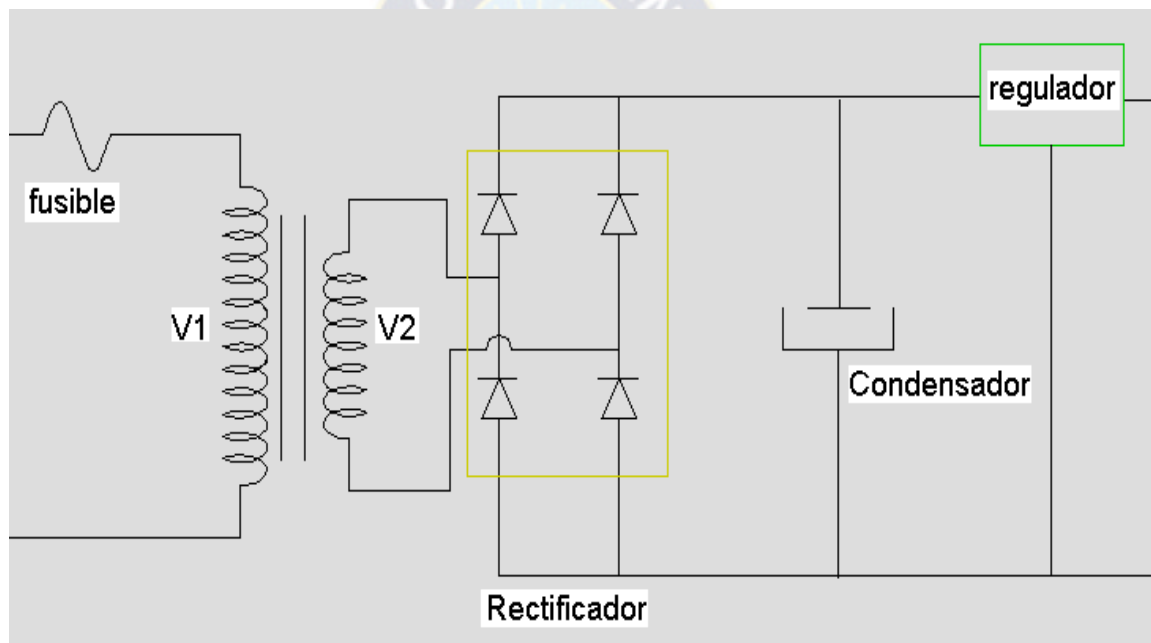 regulador
fusible
V1
V2
Condensador
Rectificador